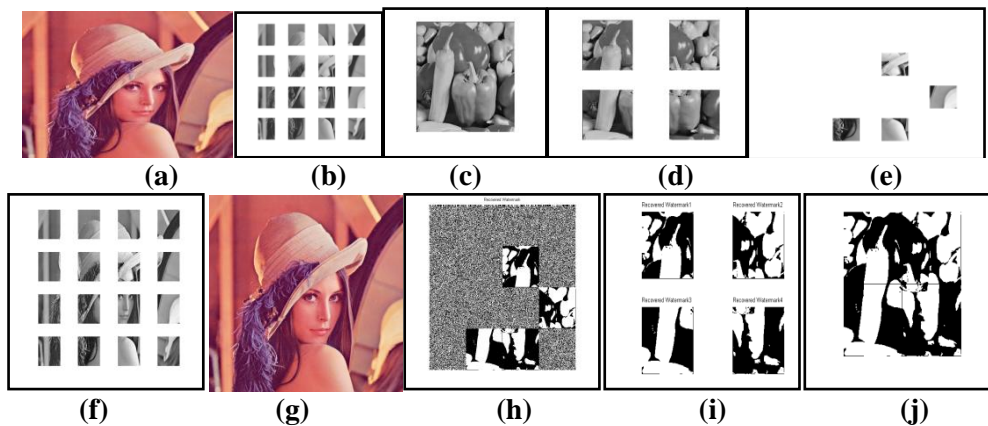 (a) (b) (c) (d) (e)
Recovered Watermark
Recovered Watermark1 Recovered Watermark2
Recovered Watermark3 Recovered Watermark4
(f) (g) (h) (i) (j)